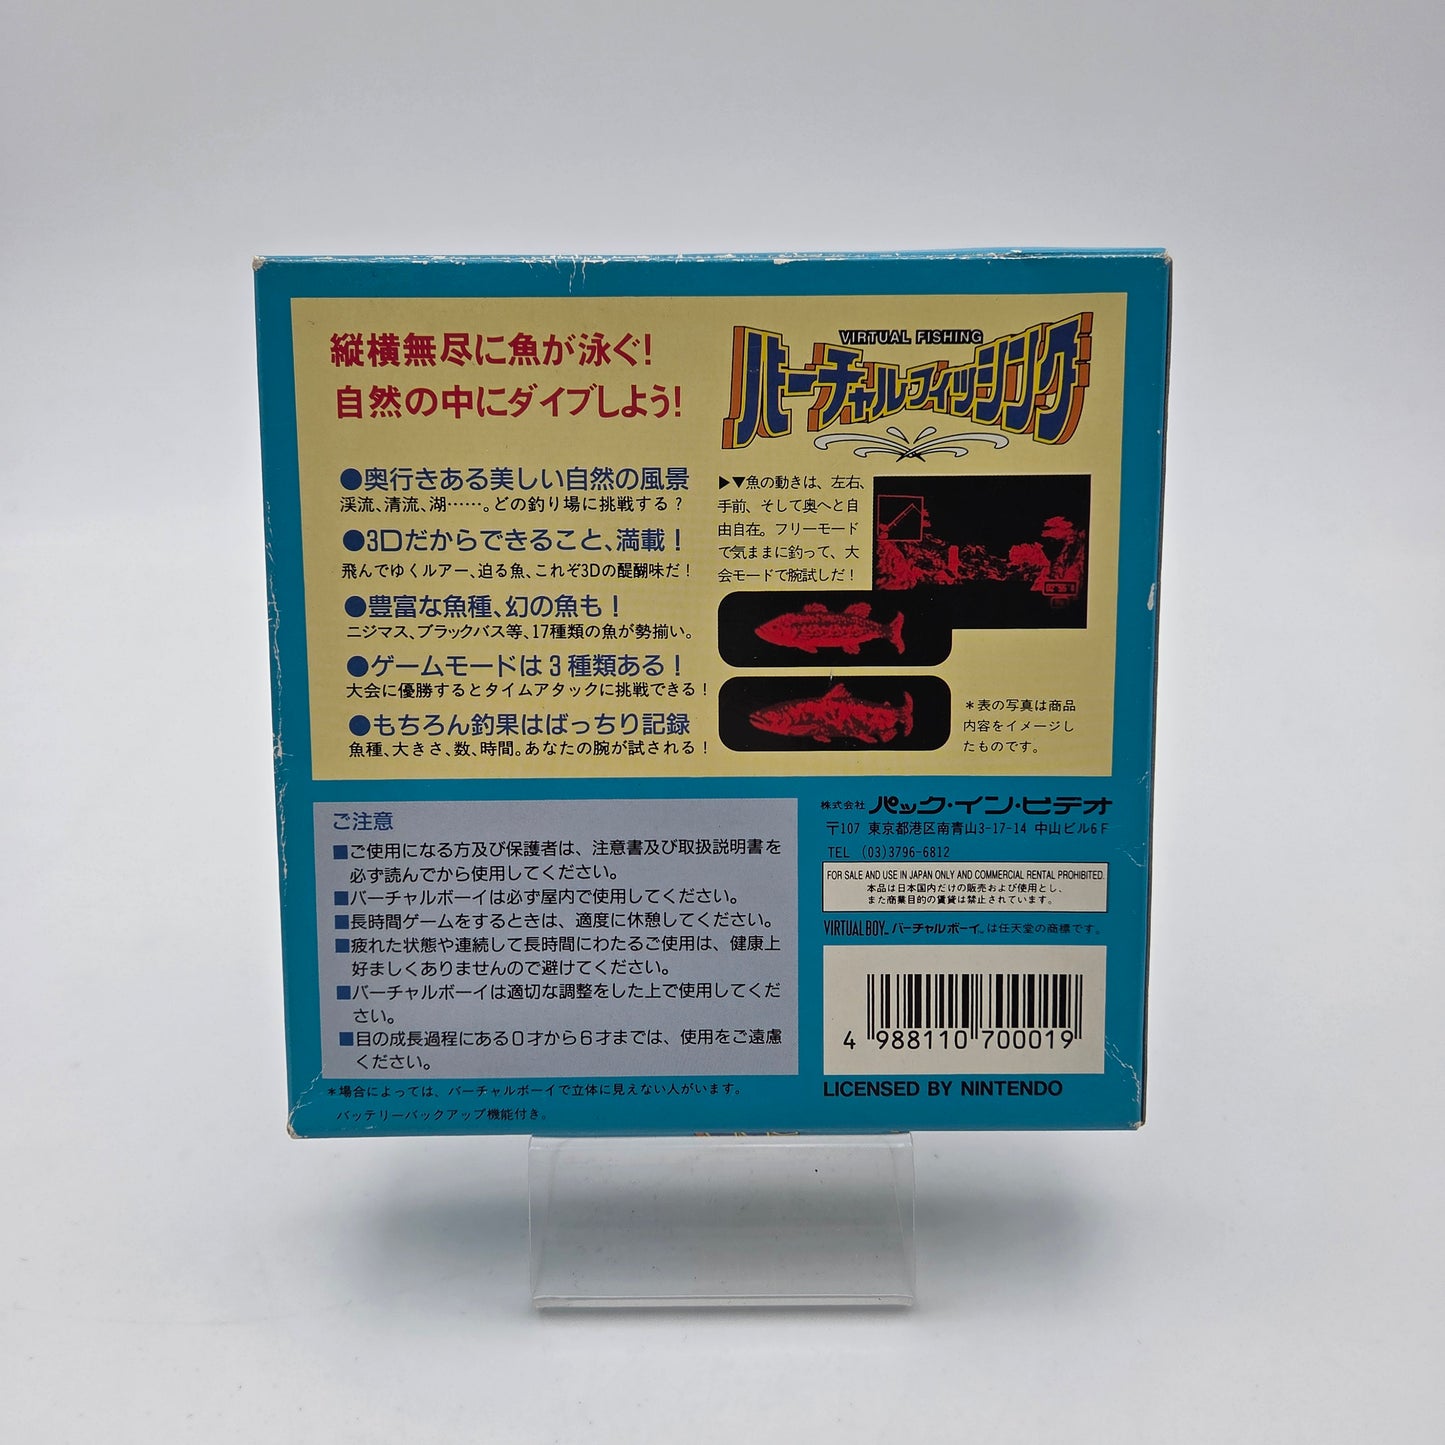 縦横無尽に魚が泳ぐ!
自然の中にダイブしよう!
●奥行きある美しい自然の風景
渓流、清流、湖……。どの釣り場に挑戦する?
●3Dだからできること、満載!
飛んでゆくルアー、迫る魚、これぞ3Dの醍醐味だ!
●豊富な魚種、幻の魚も!
ニジマス、ブラックバス等、17種類の魚が勢揃い。
●ゲームモードは3種類ある!
大会に優勝するとタイムアタックに挑戦できる!
●もちろん釣果はばっちり記録
魚種、大きさ、数、時間。あなたの腕が試される!
VIRTUAL FISHING
バーチャルフィッシング
▶▼魚の動きは、左右、
手前、そして奥へと自
由自在。フリーモード
で気ままに釣って、大
会モードで腕試しだ!
＊表の写真は商品
内容をイメージし
たものです。
ご注意
■ご使用になる方及び保護者は、注意書及び取扱説明書を
必ず読んでから使用してください。
■バーチャルボーイは必ず屋内で使用してください。
■長時間ゲームをするときは、適度に休憩してください。
■疲れた状態や連続して長時間にわたるご使用は、健康上
好ましくありませんので避けてください。
■バーチャルボーイは適切な調整をした上で使用してくだ
さい。
■目の成長過程にある0才から6才までは、使用をご遠慮
ください。
＊場合によっては、バーチャルボーイで立体に見えない人がいます。
バッテリーバックアップ機能付き。
株式会社 パック・イン・ビデオ
〒107 東京都港区南青山3-17-14 中山ビル6F
TEL (03)3796-6812
FOR SALE AND USE IN JAPAN ONLY AND COMMERCIAL RENTAL PROHIBITED.
本品は日本国内だけの販売および使用とし、
また商業目的の賃貸は禁止されています。
VIRTUAL BOY™ バーチャルボーイ™は任天堂の商標です。
4 988110 700019
LICENSED BY NINTENDO